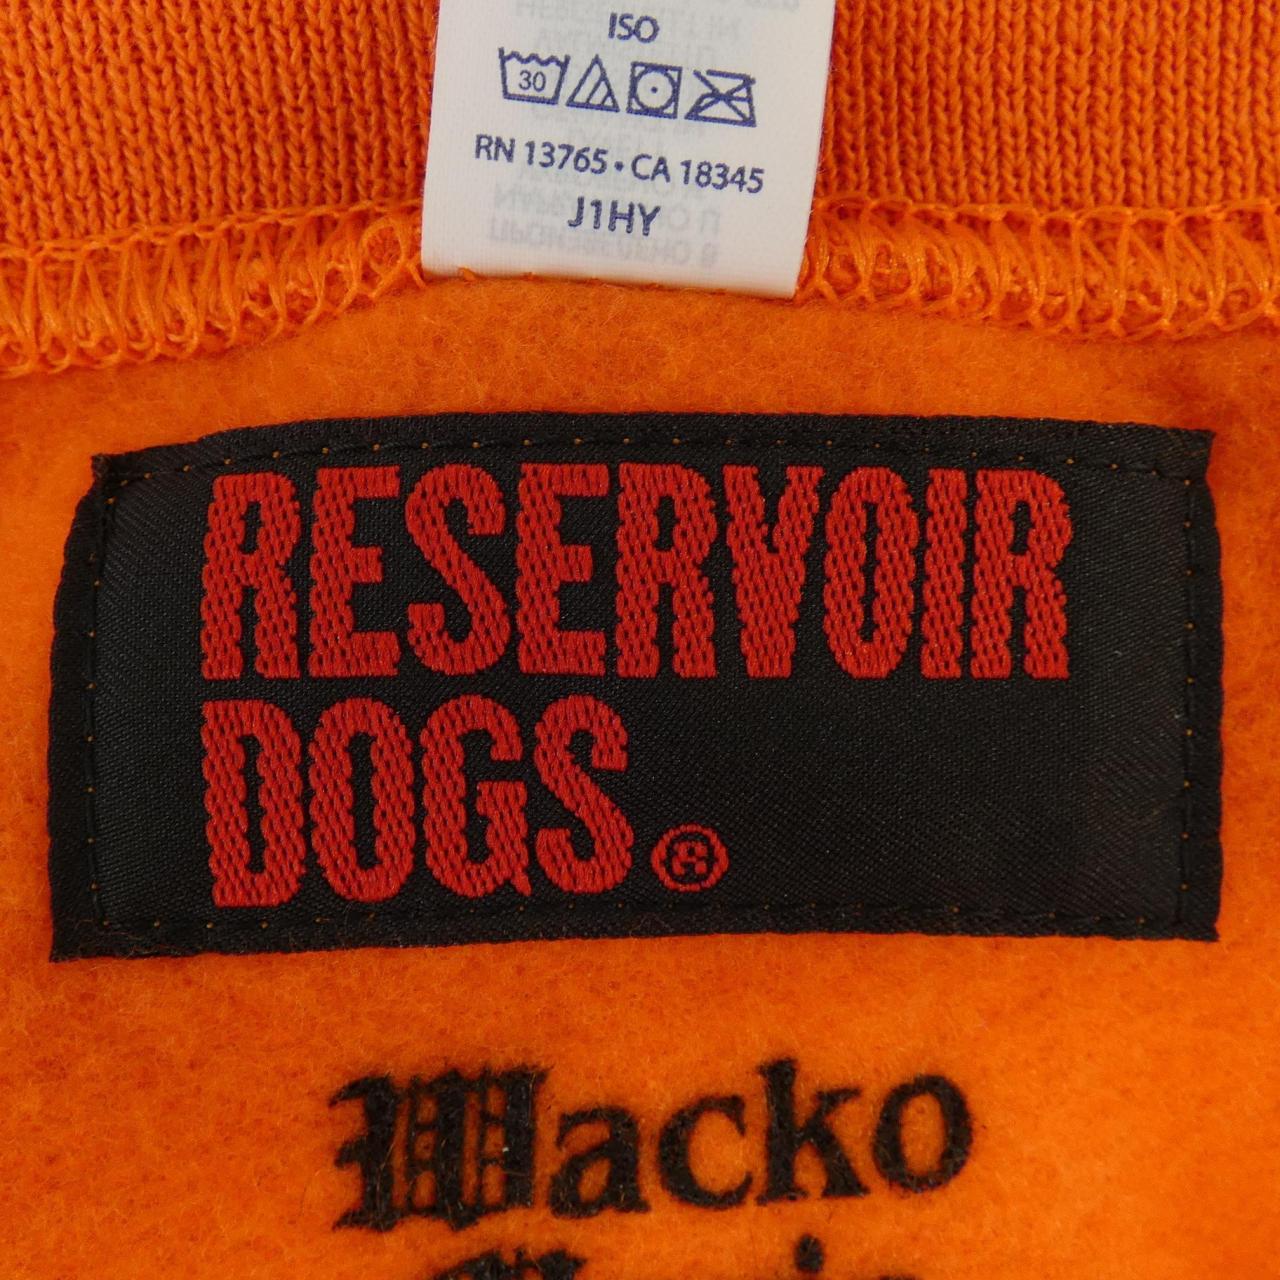 ISO
30
RN 13765 • CA 18345
J1HY
RESERVOIR
DOGS ®
Wacko